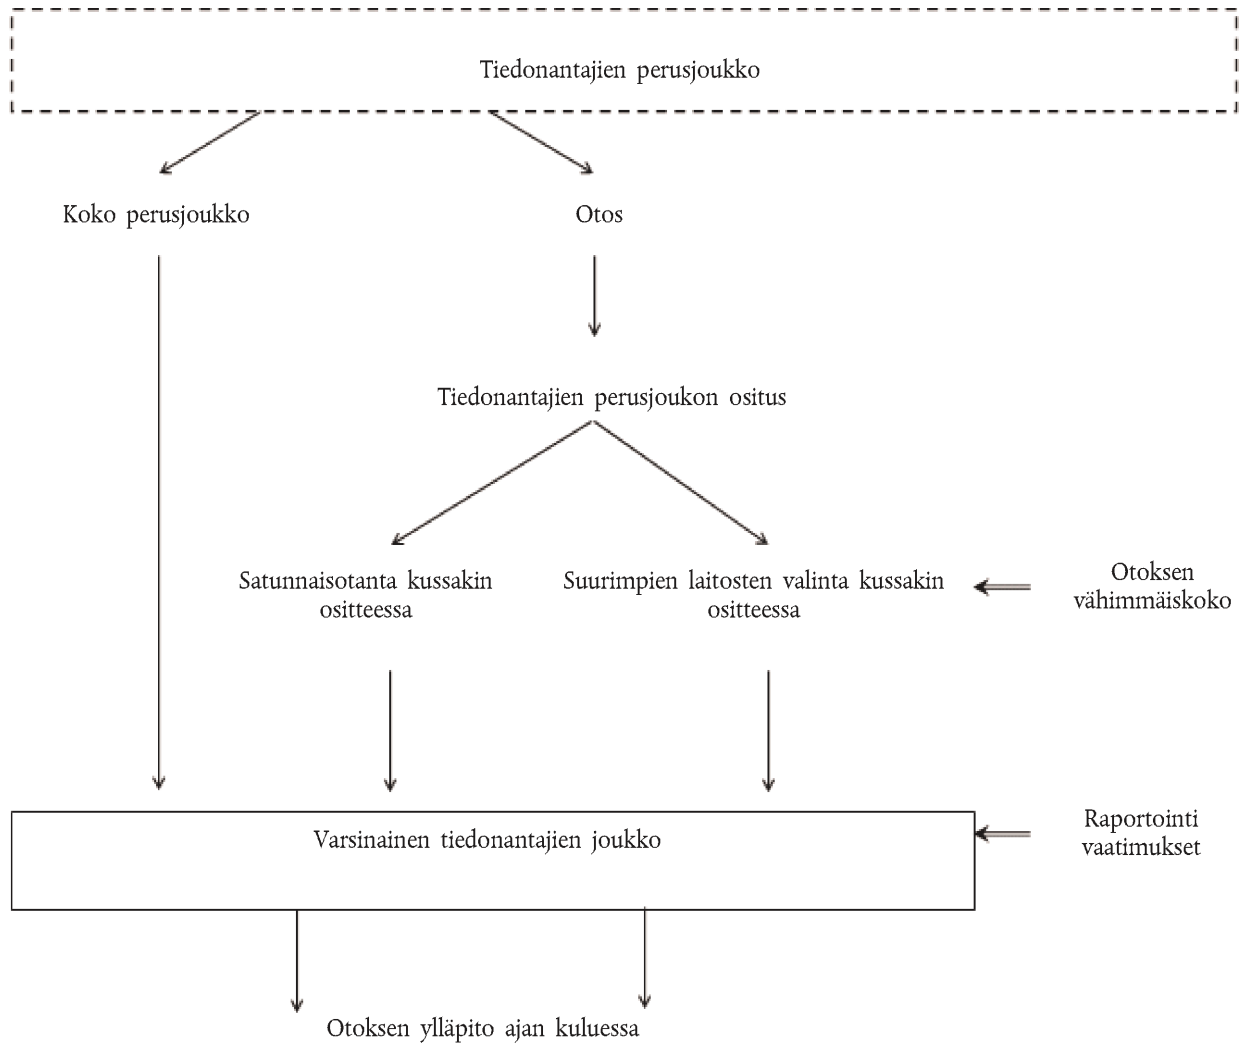 Tiedonantajien perusjoukko
Koko perusjoukko
Otos
Tiedonantajien perusjoukon ositus
Satunnaisotanta kussakin
ositteessa
Suurimpien laitosten valinta kussakin
ositteessa
Otoksen
vähimmäiskoko
Varsinainen tiedonantajien joukko
Raportointi
vaatimukset
Otoksen ylläpito ajan kuluessa